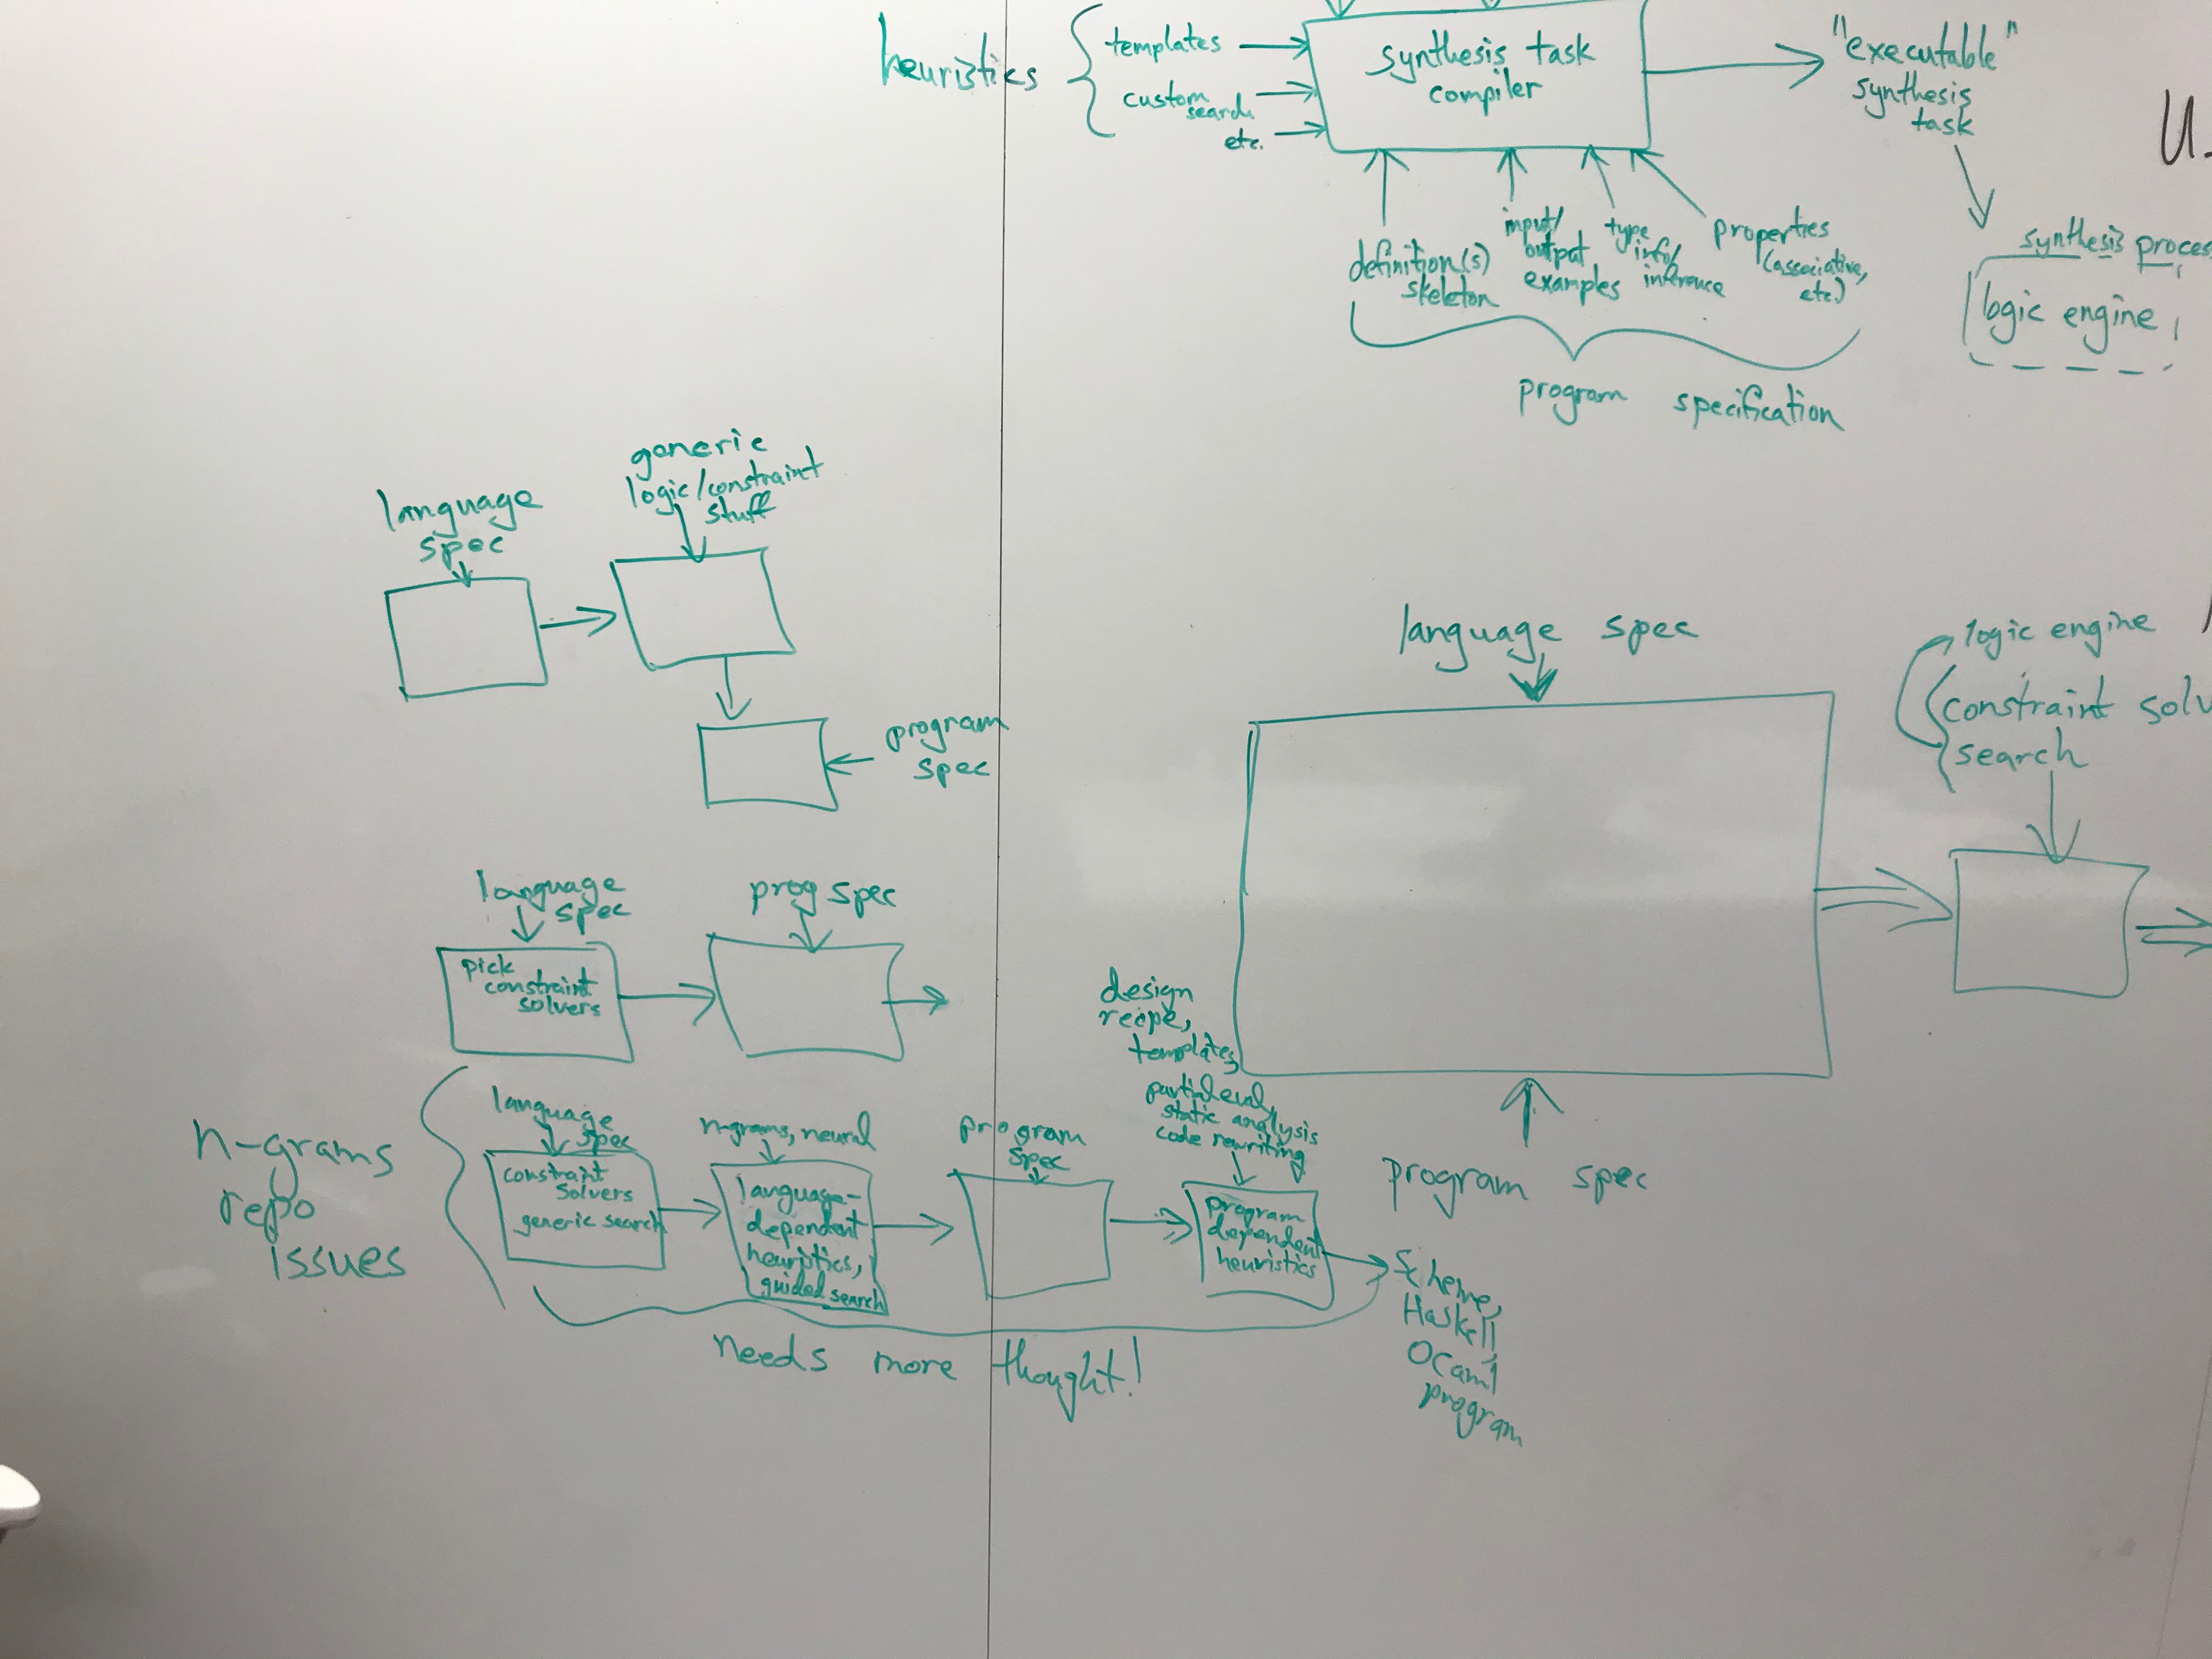 heuristics
templates
custom
search
etc.
synthesis task
compiler
"executable"
synthesis
task
definition(s)
skeleton
input/
output
examples
type
info/
inference
properties
(associative,
etc.)
program specification
synthesis proces
logic engine
U.
generic
logic/constraint
stuff
language
spec
program
spec
language spec
logic engine
constraint solv
search
program spec
language
spec
prog spec
pick
constraint
solvers
n-grams
repo
issues
language
spec
constraint
solvers
generic search
n-grams, neural
language-
dependent
heuristics,
guided search
program
spec
design
recipe,
templates,
partial eval,
static analysis
code rewriting
program
dependent
heuristics
Scheme,
Haskell,
OCaml
program
needs more thought!